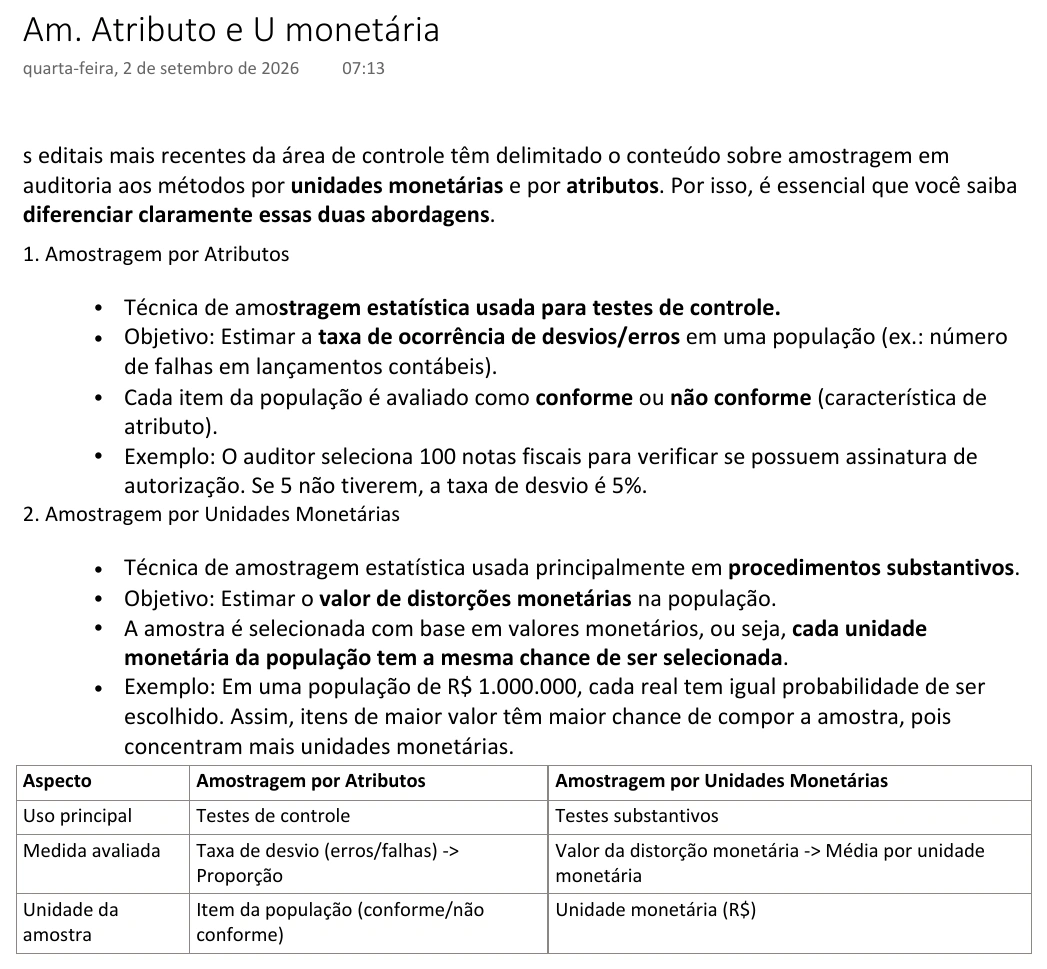 Am. Atributo e U monetária
quarta-feira, 2 de setembro de 2026 07:13
s editais mais recentes da área de controle têm delimitado o conteúdo sobre amostragem em
auditoria aos métodos por unidades monetárias e por atributos. Por isso, é essencial que você saiba
diferenciar claramente essas duas abordagens.
1. Amostragem por Atributos
• Técnica de amostragem estatística usada para testes de controle.
• Objetivo: Estimar a taxa de ocorrência de desvios/erros em uma população (ex.: número
de falhas em lançamentos contábeis).
• Cada item da população é avaliado como conforme ou não conforme (característica de
atributo).
• Exemplo: O auditor seleciona 100 notas fiscais para verificar se possuem assinatura de
autorização. Se 5 não tiverem, a taxa de desvio é 5%.
2. Amostragem por Unidades Monetárias
• Técnica de amostragem estatística usada principalmente em procedimentos substantivos.
• Objetivo: Estimar o valor de distorções monetárias na população.
• A amostra é selecionada com base em valores monetários, ou seja, cada unidade
monetária da população tem a mesma chance de ser selecionada.
• Exemplo: Em uma população de R$ 1.000.000, cada real tem igual probabilidade de ser
escolhido. Assim, itens de maior valor têm maior chance de compor a amostra, pois
concentram mais unidades monetárias.
Aspecto Amostragem por Atributos Amostragem por Unidades Monetárias
Uso principal Testes de controle Testes substantivos
Medida avaliada Taxa de desvio (erros/falhas) -> Valor da distorção monetária -> Média por unidade
Proporção monetária
Unidade da Item da população (conforme/não Unidade monetária (R$)
amostra conforme)